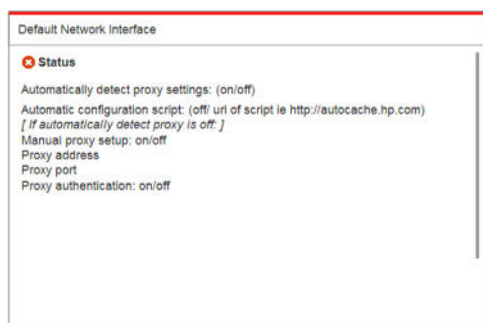 Default Network Interface
Status
Automatically detect proxy settings: (on/off)
Automatic configuration script: (off/ url of script ie http://autocache.hp.com)
[ If automatically detect proxy is off: ]
Manual proxy setup: on/off
Proxy address
Proxy port
Proxy authentication: on/off